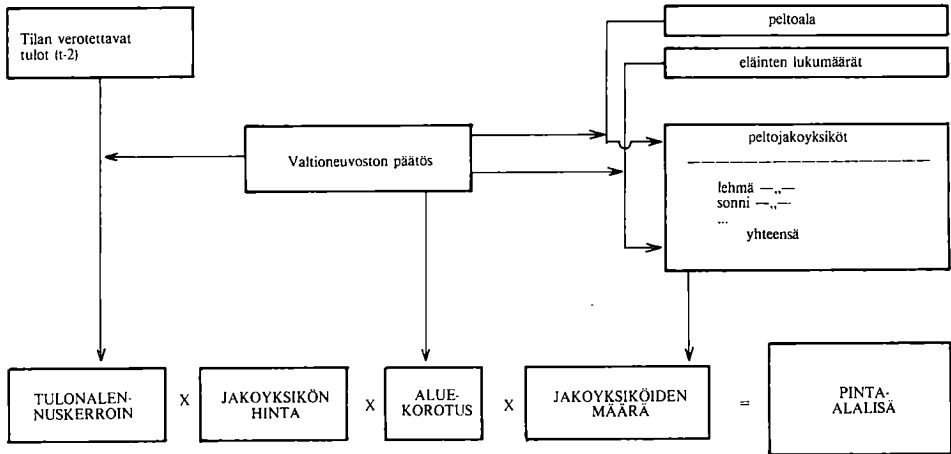 Tilan verotettavat
tulot (t-2)
peltoala
eläinten lukumäärät
Valtioneuvoston päätös
peltojakoyksiköt
lehmä —„—
sonni —„—
...
yhteensä
TULONALEN-
NUSKERROIN
X
JAKOYKSIKÖN
HINTA
X
ALUE-
KOROTUS
X
JAKOYKSIKÖIDEN
MÄÄRÄ
=
PINTA-
ALALISÄ